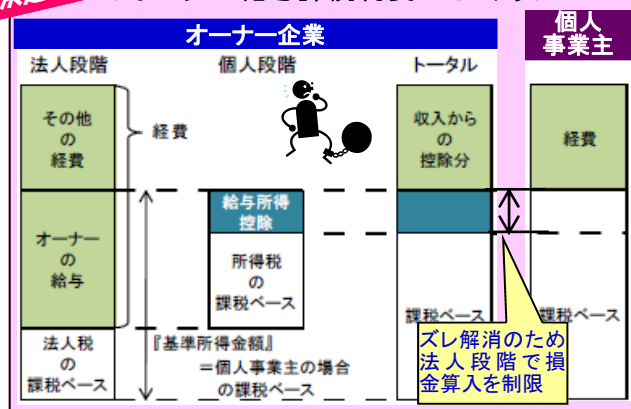 オーナー企業
個人
事業主
法人段階
個人段階
トータル
その他
の
経費
経費
収入から
の
控除分
経費
オーナー
の
給与
給与所得
控除
所得税
の
課税ベース
課税ベース
課税ベース
ズレ解消のため
法人段階で損
金算入を制限
法人税
の
課税ベース
『基準所得金額』
=個人事業主の場合
の課税ベース